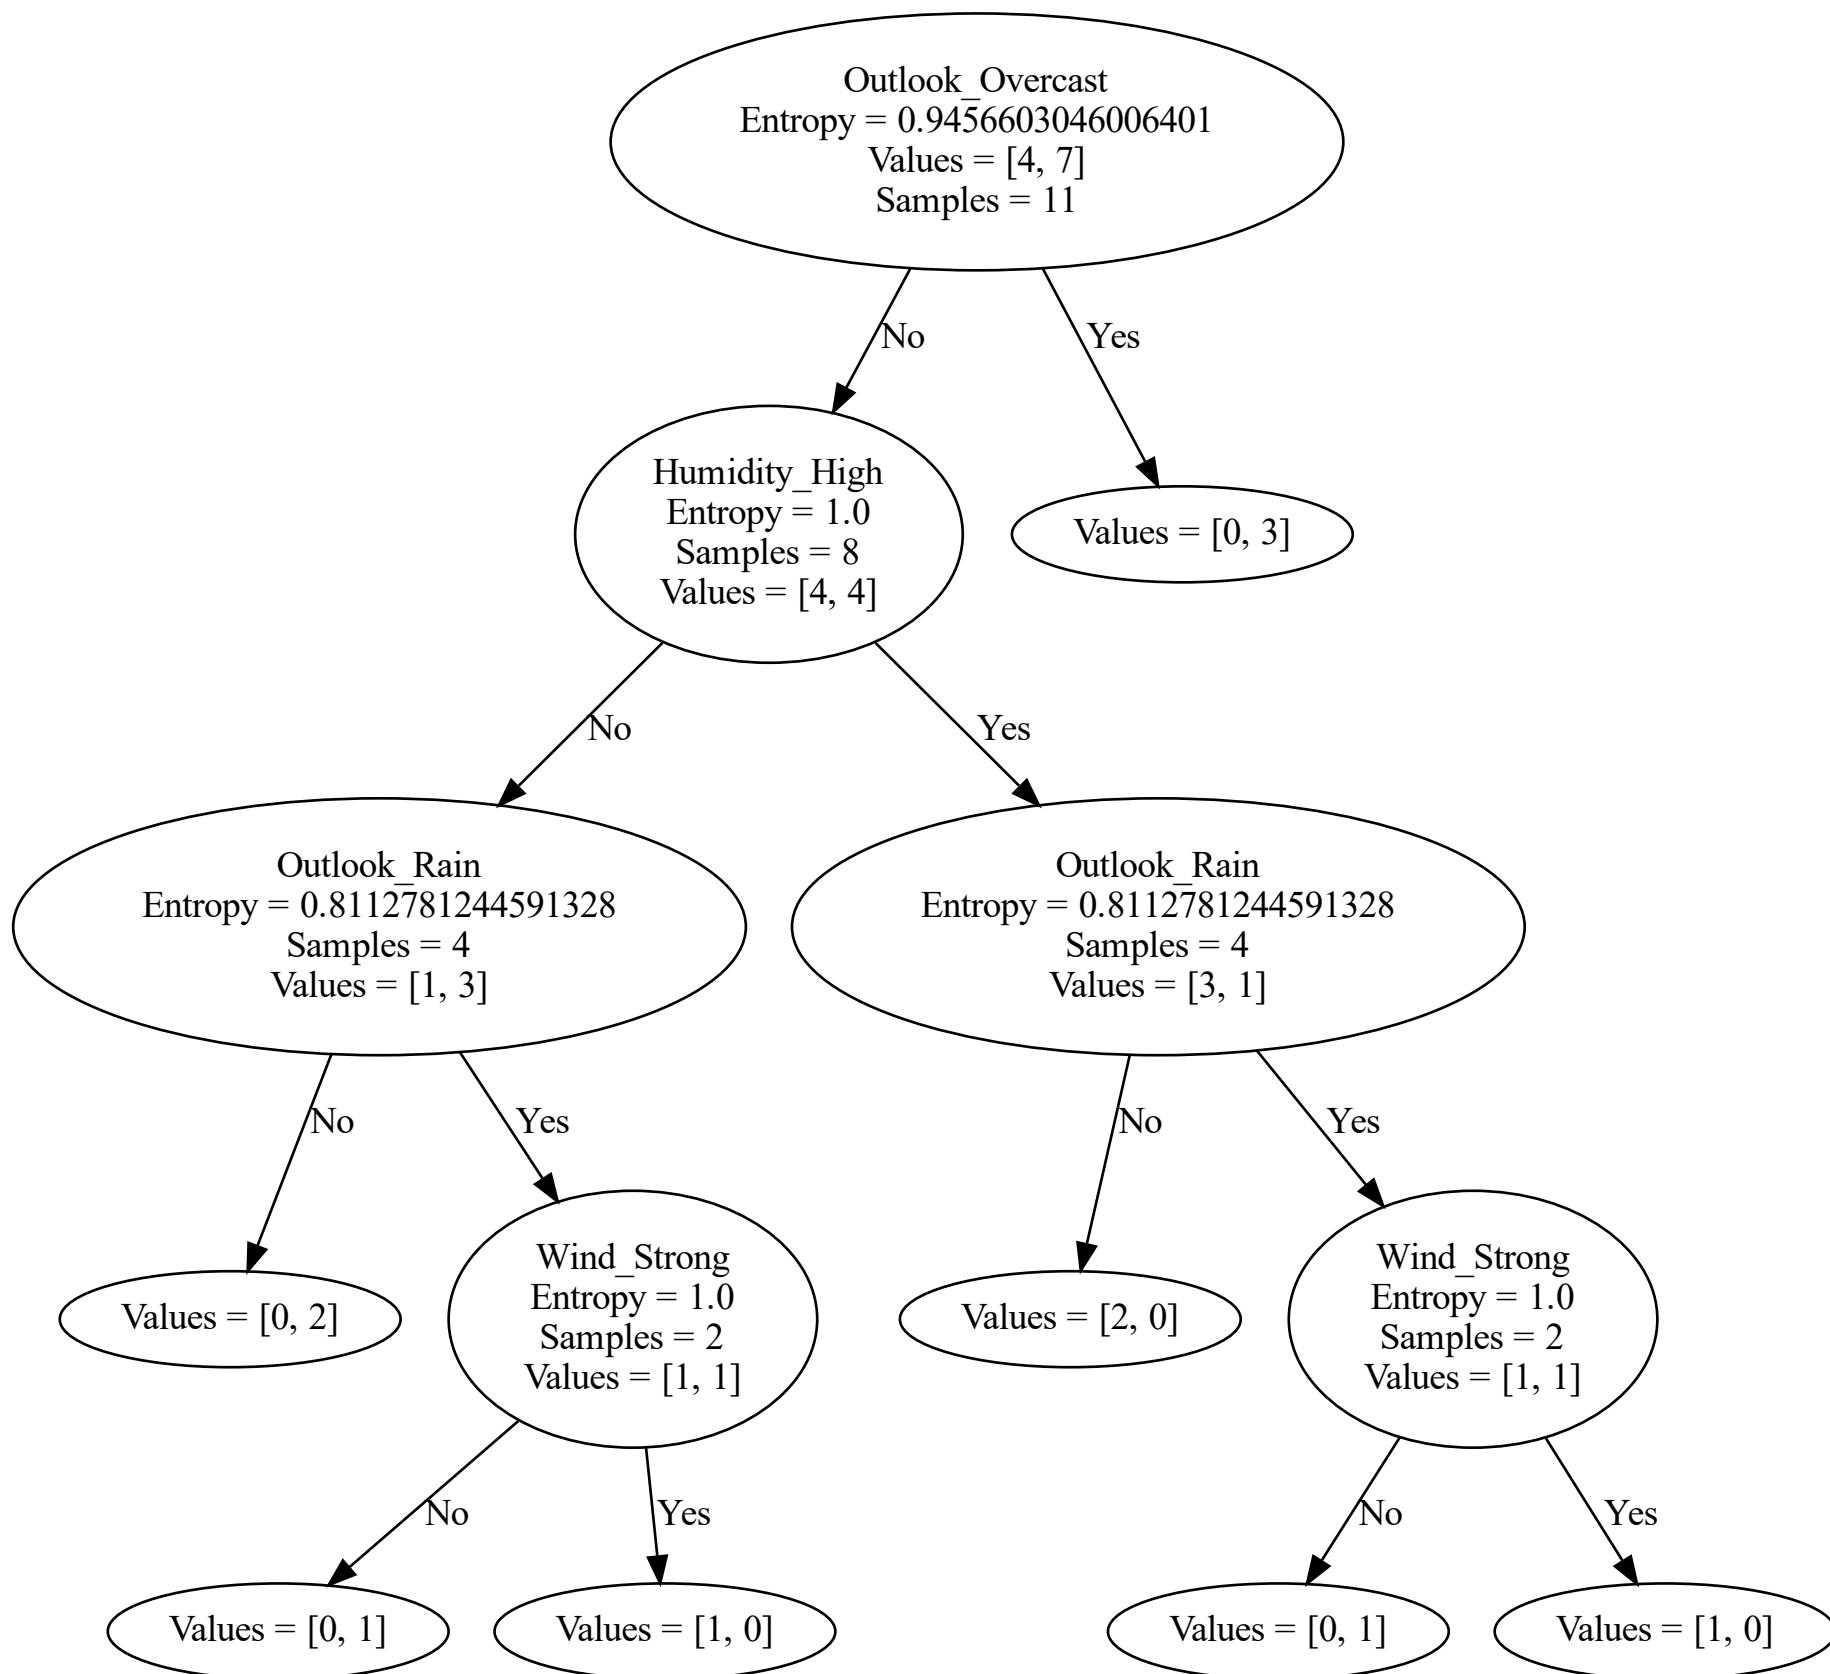 Outlook_Overcast
Entropy = 0.9456603046006401
Values = [4, 7]
Samples = 11
No
Yes
Humidity_High
Entropy = 1.0
Samples = 8
Values = [4, 4]
Values = [0, 3]
No
Yes
Outlook_Rain
Entropy = 0.8112781244591328
Samples = 4
Values = [1, 3]
Outlook_Rain
Entropy = 0.8112781244591328
Samples = 4
Values = [3, 1]
No
Yes
No
Yes
Values = [0, 2]
Wind_Strong
Entropy = 1.0
Samples = 2
Values = [1, 1]
Values = [2, 0]
Wind_Strong
Entropy = 1.0
Samples = 2
Values = [1, 1]
No
Yes
No
Yes
Values = [0, 1]
Values = [1, 0]
Values = [0, 1]
Values = [1, 0]